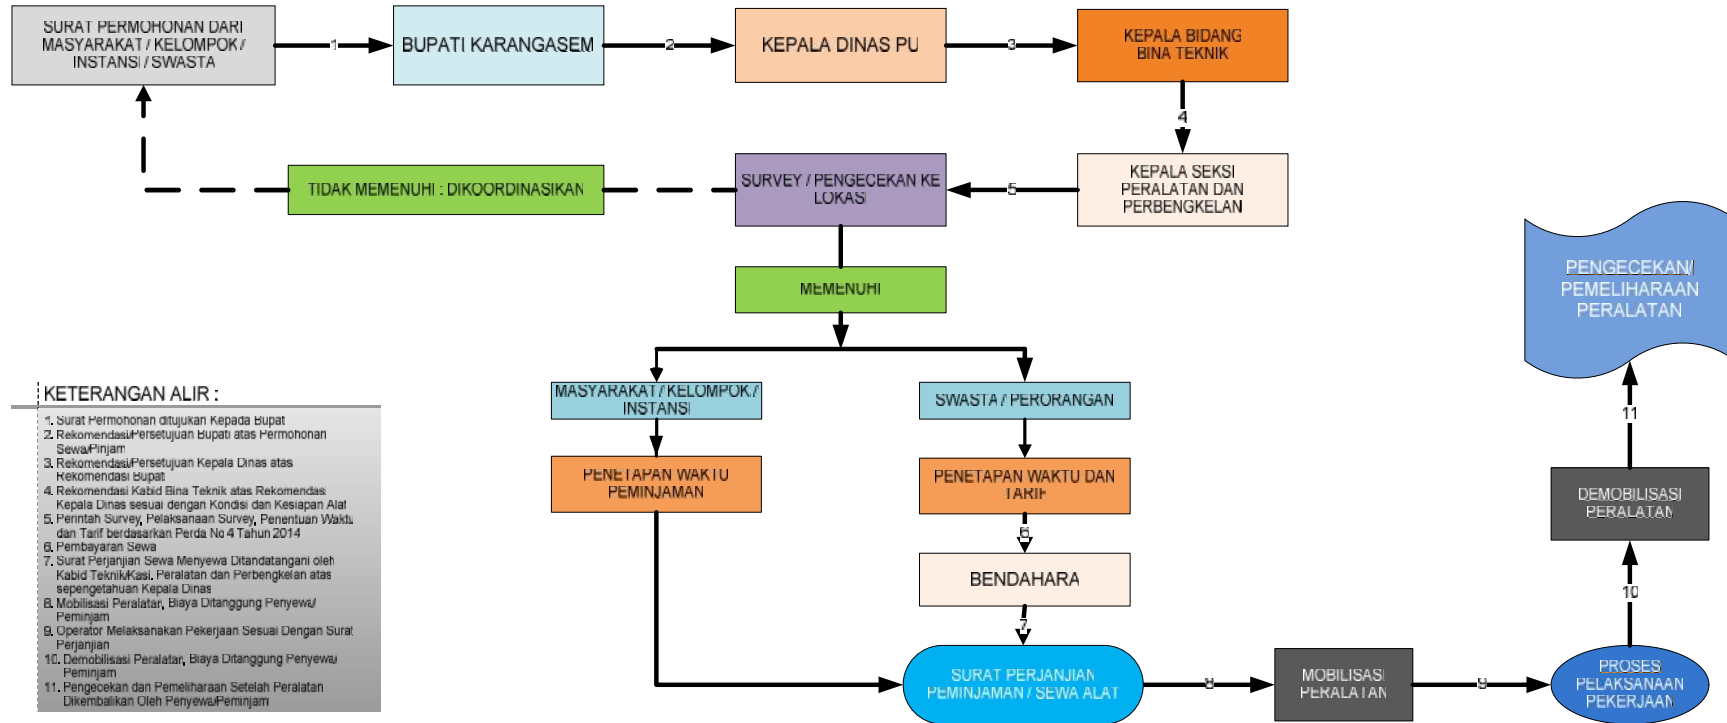 SURAT PERMOHONAN DARI
MASYARAKAT / KELOMPOK /
INSTANSI / SWASTA
1
BUPATI KARANGASEM
2
KEPALA DINAS PU
3
KEPALA BIDANG
BINA TEKNIK
4
KEPALA SEKSI
PERALATAN DAN
PERBENGKELAN
5
SURVEY / PENGECEKAN KE
LOKASI
TIDAK MEMENUHI : DIKOORDINASIKAN
MEMENUHI
MASYARAKAT / KELOMPOK /
INSTANSI
SWASTA / PERORANGAN
PENETAPAN WAKTU
PEMINJAMAN
PENETAPAN WAKTU DAN
TARIF
6
BENDAHARA
7
SURAT PERJANJIAN
PEMINJAMAN / SEWA ALAT
8
MOBILISASI
PERALATAN
9
PROSES
PELAKSANAAN
PEKERJAAN
10
DEMOBILISASI
PERALATAN
11
PENGECEKAN/
PEMELIHARAAN
PERALATAN
KETERANGAN ALIR :
1. Surat Permohonan ditujukan Kepada Bupat
2. Rekomendasi/Persetujuan Bupati atas Permohonan
Sewa/Pinjam
3. Rekomendasi/Persetujuan Kepala Dinas atas
Rekomendasi Bupat
4. Rekomendasi Kabid Bina Teknik atas Rekomendasi
Kepala Dinas sesuai dengan Kondisi dan Kesiapan Alat
5. Perintah Survey, Pelaksanaan Survey, Penentuan Waktu
dan Tarif berdasarkan Perda No 4 Tahun 2014
6. Pembayaran Sewa
7. Surat Perjanjian Sewa Menyewa Ditandatangani oleh
Kabid Teknik/Kasi. Peralatan dan Perbengkelan atas
sepengetahuan Kepala Dinas
8. Mobilisasi Peralatar, Biaya Ditanggung Penyewa/
Peminjam
9. Operator Melaksanakan Pekerjaan Sesuai Dengan Surat
Perjanjian
10. Demobilisasi Peralatar, Biaya Ditanggung Penyewa/
Peminjam
11. Pengecekan dan Pemeliharaan Setelah Peralatan
Dikembalikan Oleh Penyewa/Peminjam